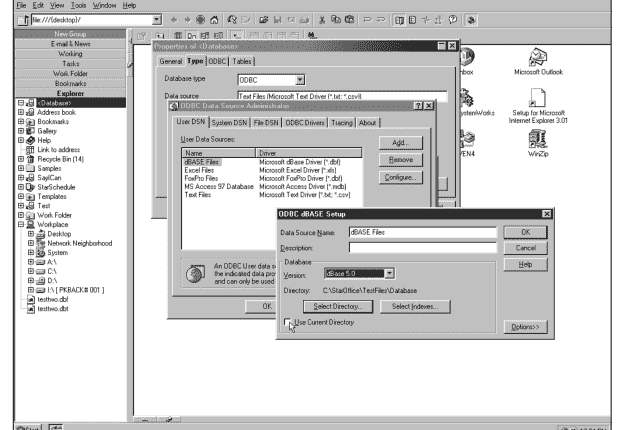 File Edit View Tools Window Help
file:///{desktop}/
New Group
E-mail & News
Working
Tasks
Work Folder
Bookmarks
Explorer
<Database>
Address book
Bookmarks
Gallery
Help
Link to address
Recycle Bin (14)
Samples
SayICan
StarSchedule
Templates
Test
Work Folder
Workplace
Desktop
Network Neighborhood
System
A:\
C:\
D:\
I:\ [ PKBACK# 001 ]
testtwo.dbf
testtwo.dbf
Properties of <Database>
General Type ODBC Tables
Database type
ODBC
Data source
Text Files (Microsoft Text Driver (*.txt; *.csv))
ODBC Data Source Administrator
User DSN System DSN File DSN ODBC Drivers Tracing About
User Data Sources:
Name Driver
dBASE Files Microsoft dBase Driver (*.dbf)
Excel Files Microsoft Excel Driver (*.xls)
FoxPro Files Microsoft FoxPro Driver (*.dbf)
MS Access 97 Database Microsoft Access Driver (*.mdb)
Text Files Microsoft Text Driver (*.txt; *.csv)
Add...
Remove
Configure...
An ODBC User data s
the indicated data pro
and can only be used
OK
ODBC dBASE Setup
Data Source Name: dBASE Files
Description:
Database
Version: dBase 5.0
Directory: C:\StarOffice\TestFiles\Database
Select Directory... Select Indexes...
Use Current Directory
OK
Cancel
Help
Options>>
Microsoft Outlook
Setup for Microsoft
Internet Explorer 3.01
WinZip
Start